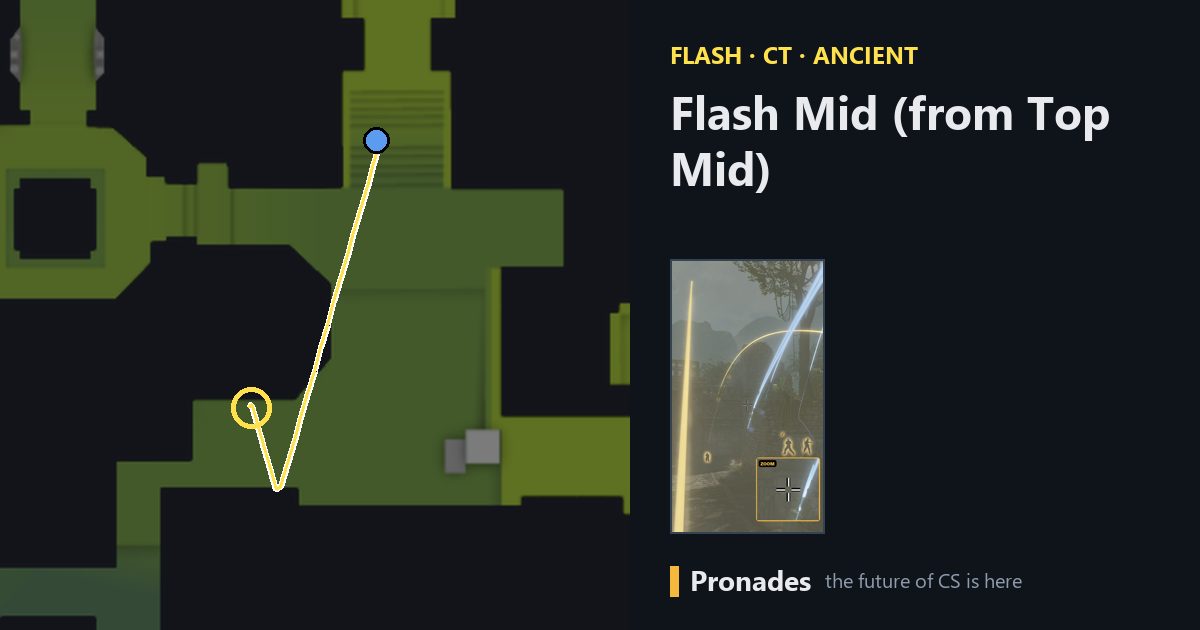 FLASH · CT · ANCIENT
Flash Mid (from Top
Mid)
ZOOM
Pronades the future of CS is here